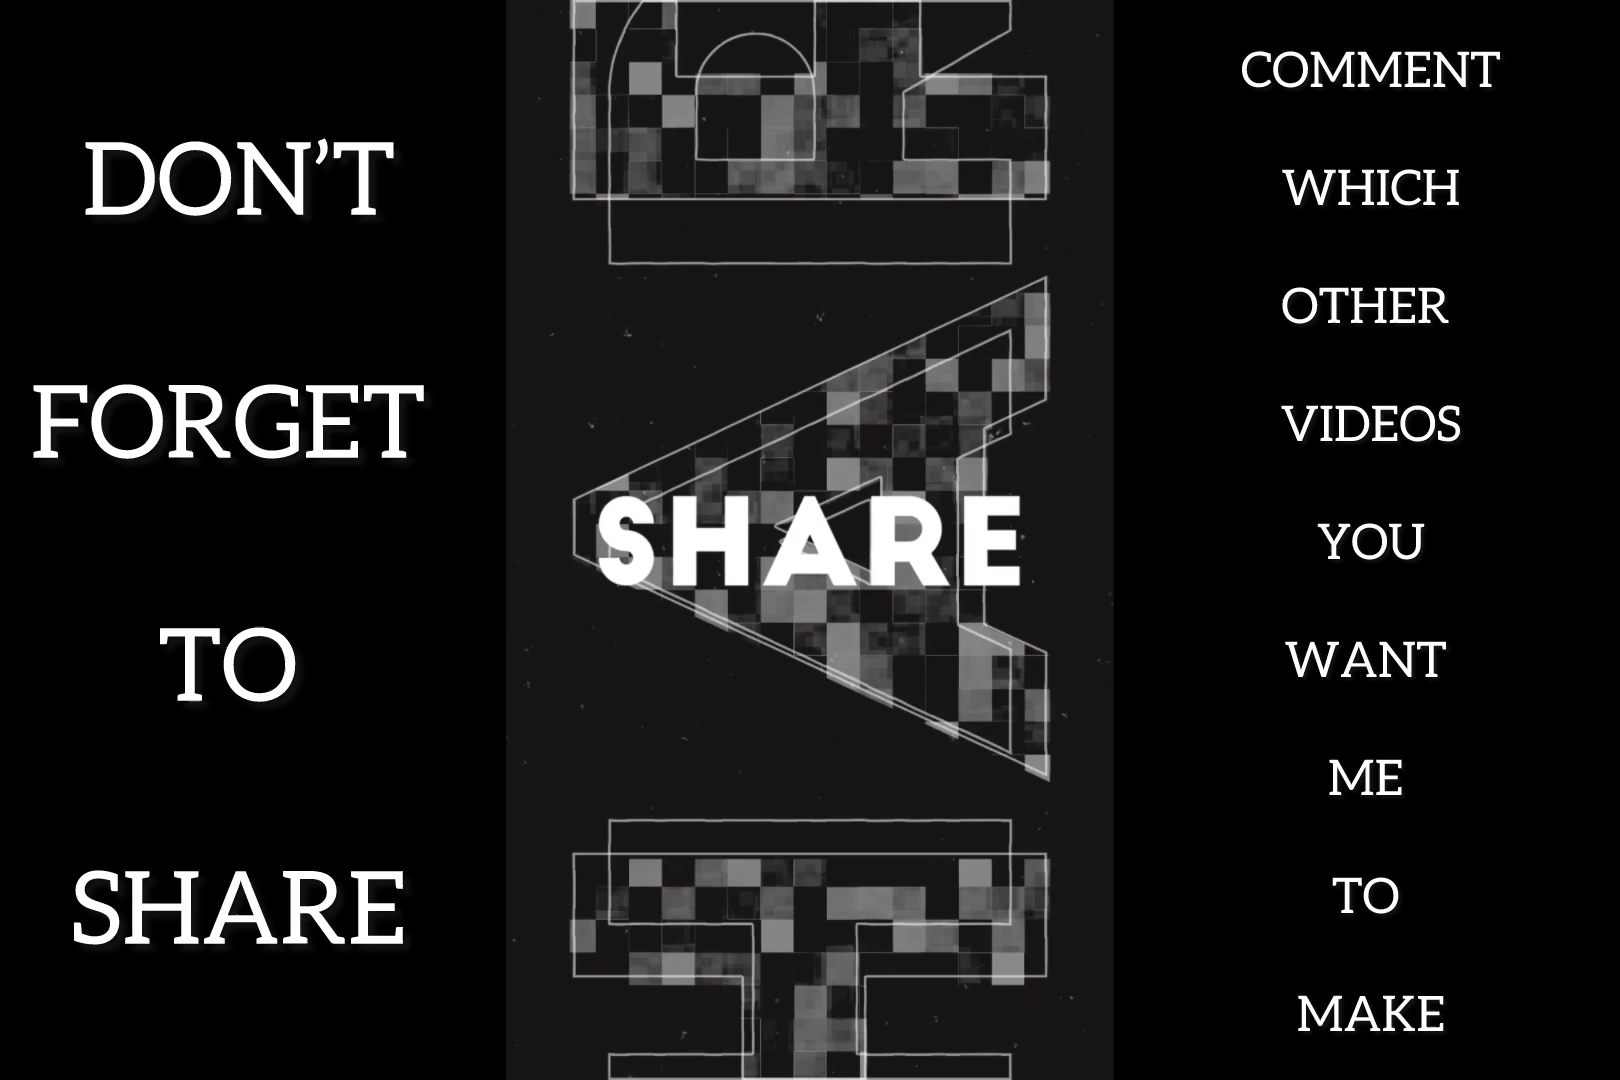 DON'T
FORGET
TO
SHARE
SHARE
COMMENT
WHICH
OTHER
VIDEOS
YOU
WANT
ME
TO
MAKE